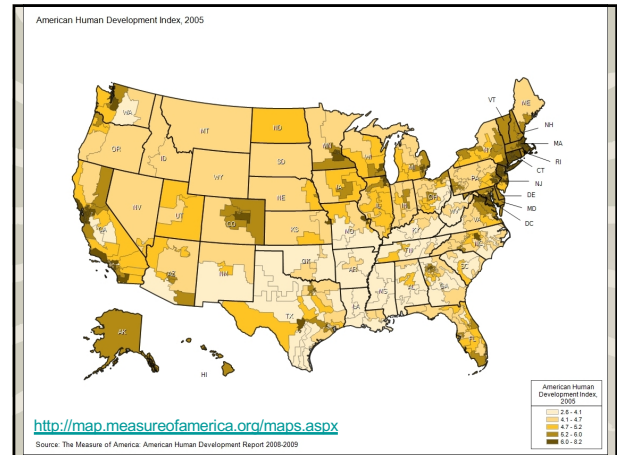 American Human Development Index, 2005
VT
NH
MA
RI
CT
NJ
DE
MD
DC
ME
WA
MT
ND
MN
OR
ID
SD
WI
MI
NY
WY
NE
IA
PA
NV
UT
CO
KS
IL
IN
OH
WV
VA
CA
MO
KY
NC
AZ
NM
OK
AR
TN
SC
TX
LA
MS
AL
GA
FL
AK
HI
American Human
Development Index,
2005
2.6 - 4.1
4.1 - 4.7
4.7 - 5.2
5.2 - 6.0
6.0 - 8.2
http://map.measureofamerica.org/maps.aspx
Source: The Measure of America: American Human Development Report 2008-2009